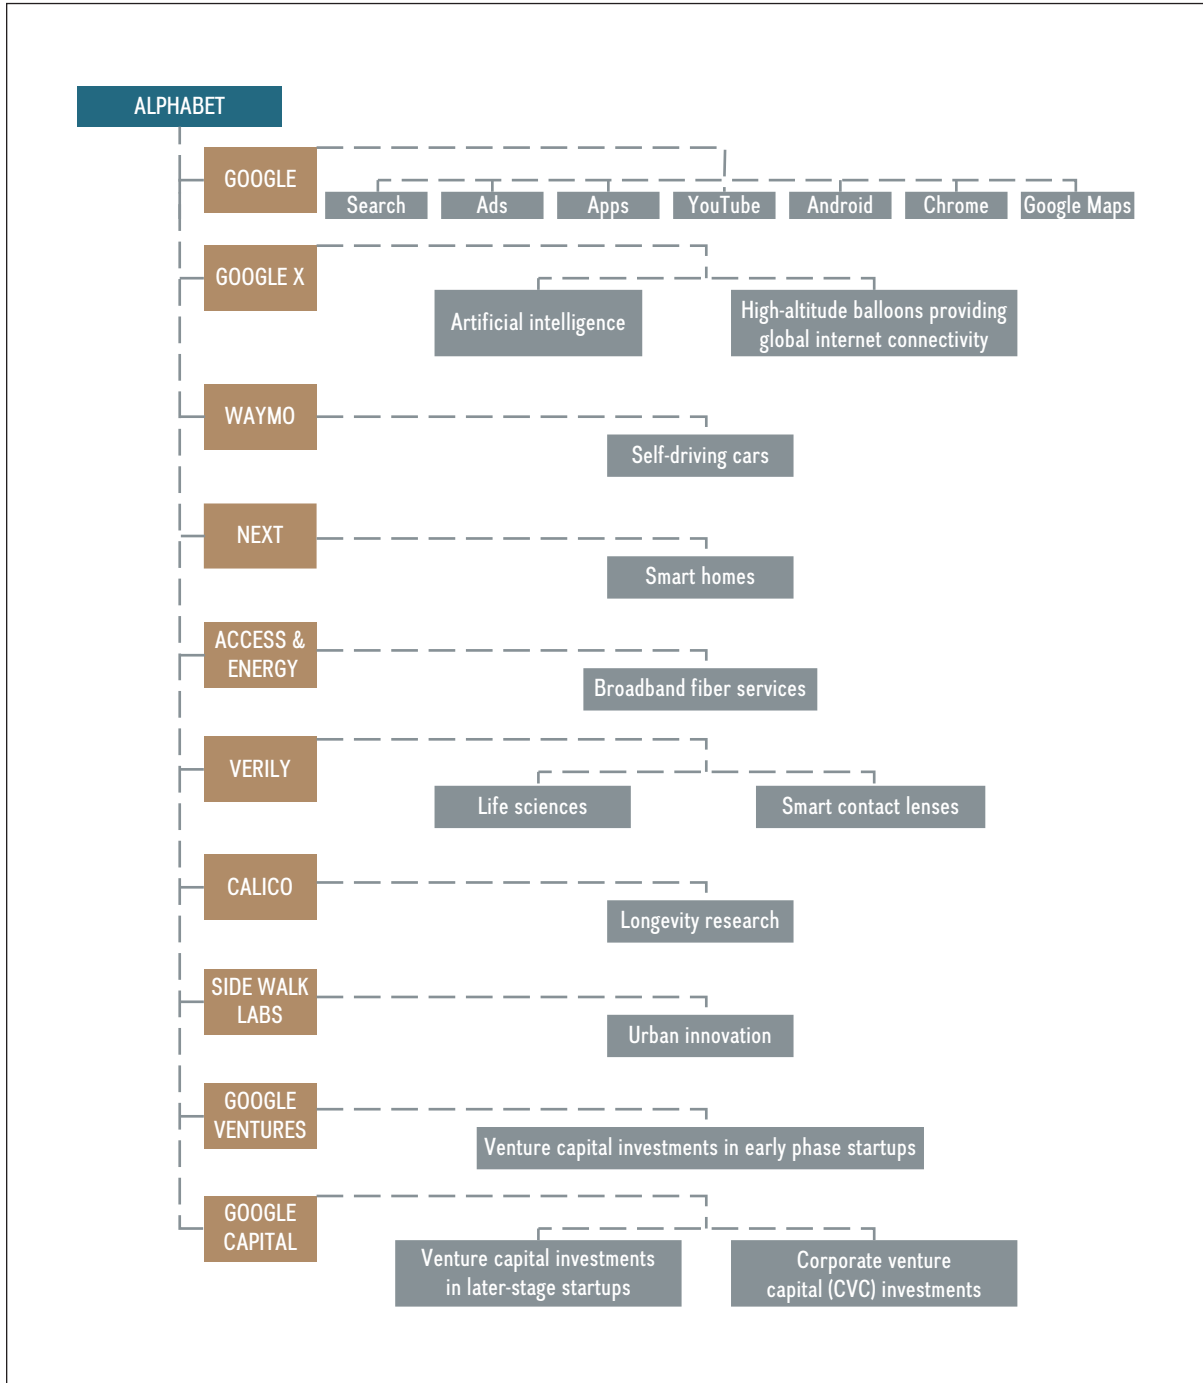 ALPHABET
GOOGLE
Search
Ads
Apps
YouTube
Android
Chrome
Google Maps
GOOGLE X
Artificial intelligence
High-altitude balloons providing
global internet connectivity
WAYMO
Self-driving cars
NEXT
Smart homes
ACCESS &
ENERGY
Broadband fiber services
VERILY
Life sciences
Smart contact lenses
CALICO
Longevity research
SIDE WALK
LABS
Urban innovation
GOOGLE
VENTURES
Venture capital investments in early phase startups
GOOGLE
CAPITAL
Venture capital investments
in later-stage startups
Corporate venture
capital (CVC) investments